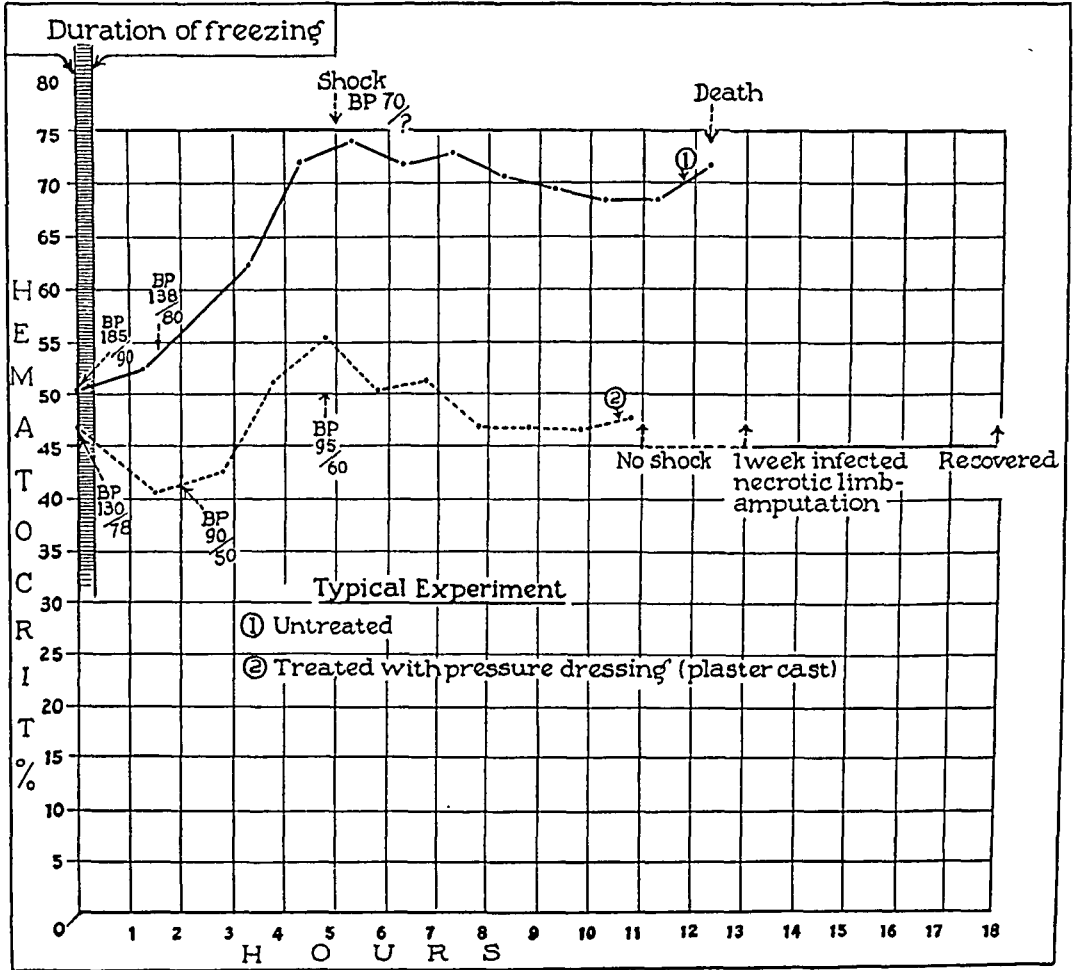 Duration of freezing
80
75
70
65
60
55
50
45
40
35
30
25
20
15
10
5
0
HEMATOCRIT %
Shock
BP 70/?
Death
①
BP
185/90
BP
138/80
②
BP
95/60
BP
130/78
BP
90/50
No shock
1 week infected
necrotic limb-
amputation
Recovered
Typical Experiment
① Untreated
② Treated with pressure dressing (plaster cast)
1 2 3 4 5 6 7 8 9 10 11 12 13 14 15 16 17 18
HOURS